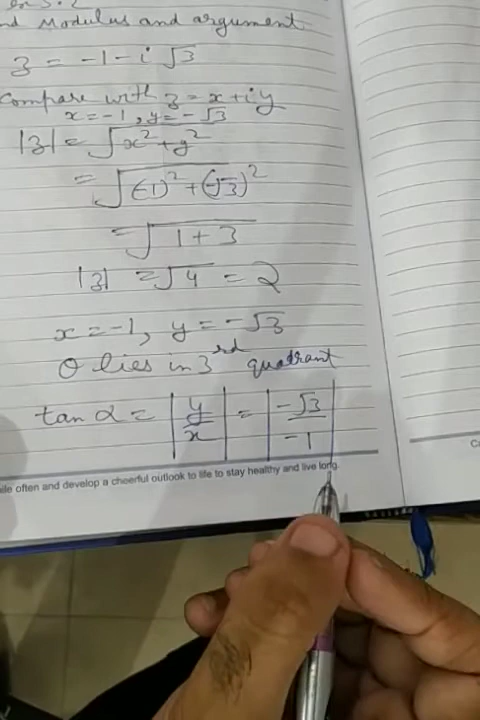 nd Modulus and argument
z = -1 - i √3
Compare with z = x + iy
x = -1, y = -√3
|z| = √x² + y²
= √(-1)² + (-√3)²
= √1 + 3
|z| = √4 = 2
x = -1, y = -√3
θ lies in 3rd quadrant
tan α = |y/x| = |-√3/-1|
ile often and develop a cheerful outlook to life to stay healthy and live long.